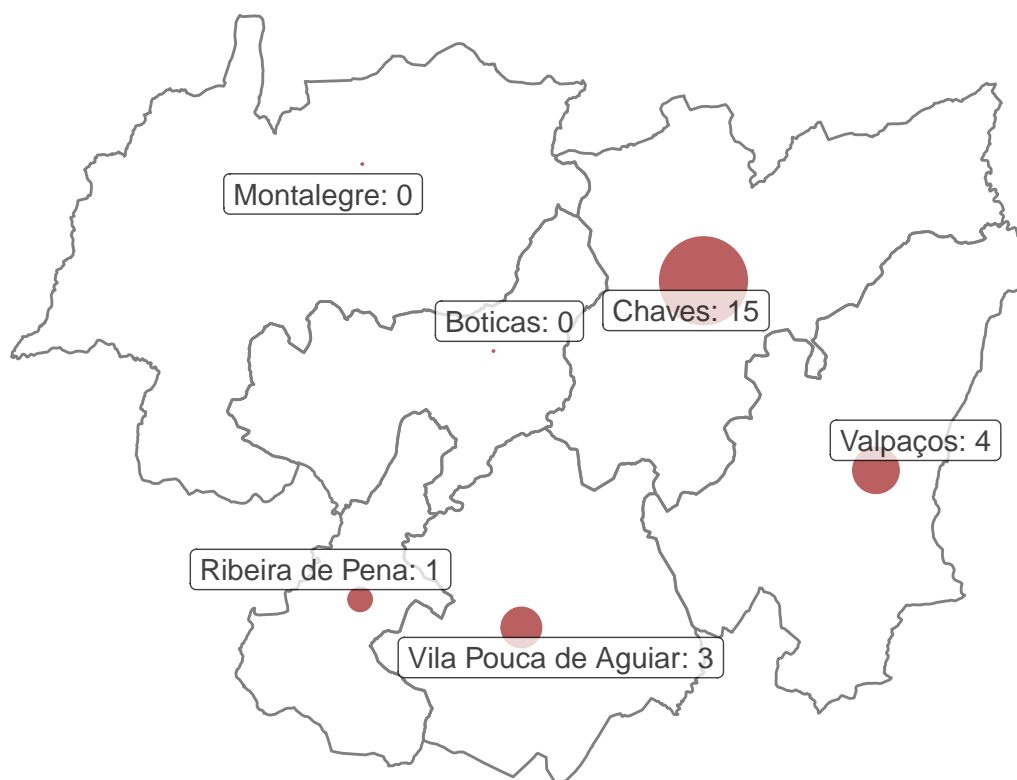 Montalegre: 0
Chaves: 15
Boticas: 0
Valpaços: 4
Ribeira de Pena: 1
Vila Pouca de Aguiar: 3